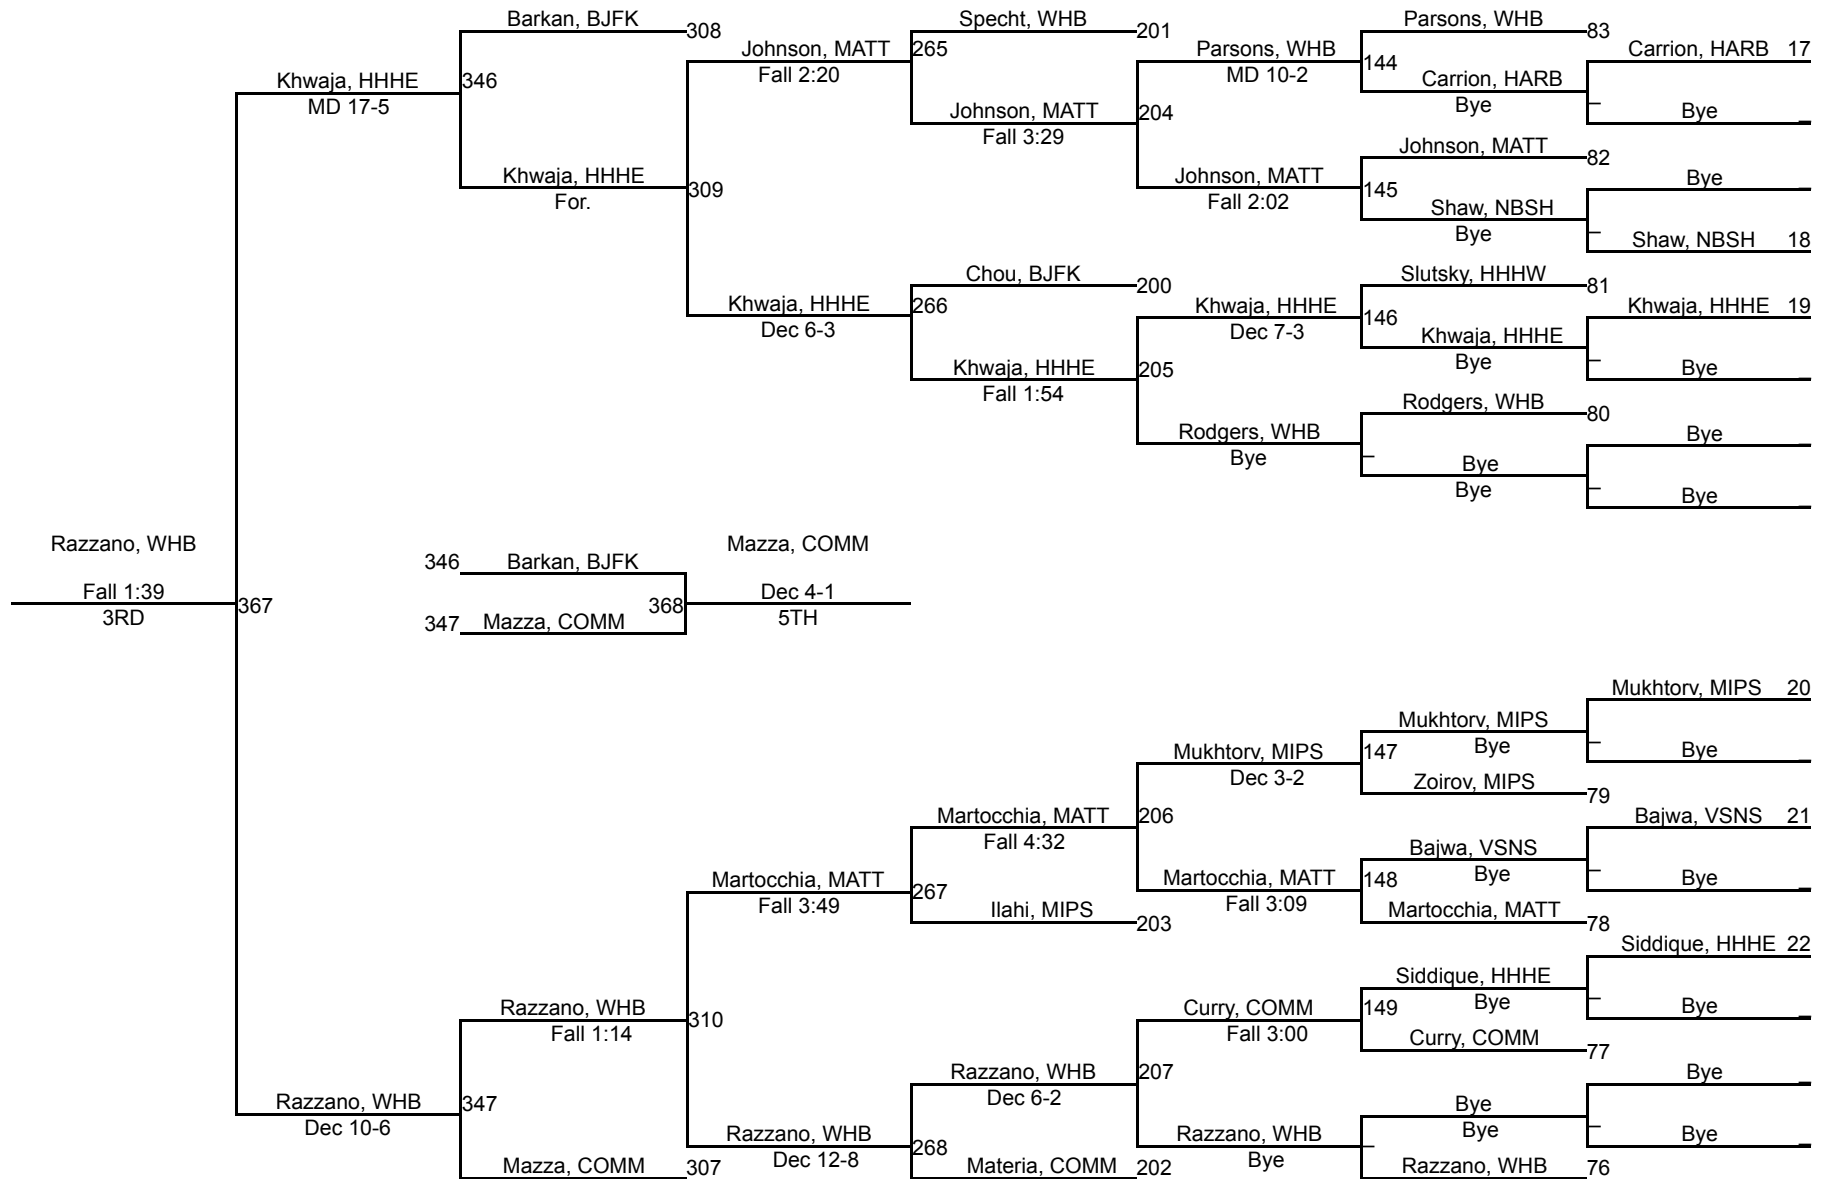 Barkan, BJFK
308
Specht, WHB
201
Parsons, WHB
83
Johnson, MATT
265
Parsons, WHB
Carrion, HARB 17
Fall 2:20
MD 10-2
144
Khwaja, HHHE
346
Carrion, HARB
MD 17-5
Bye
Bye
Johnson, MATT
204
Fall 3:29
Johnson, MATT
82
Khwaja, HHHE
309
Johnson, MATT
145
Bye
For.
Fall 2:02
Shaw, NBSH
Bye
Shaw, NBSH 18
Chou, BJFK
200
Slutsky, HHHW
81
Khwaja, HHHE
266
Khwaja, HHHE
146
Khwaja, HHHE 19
Dec 6-3
Dec 7-3
Khwaja, HHHE
Bye
Khwaja, HHHE
205
Bye
Fall 1:54
Rodgers, WHB
80
Rodgers, WHB
Bye
Bye
Bye
Bye
Bye
Razzano, WHB
346
Barkan, BJFK
Mazza, COMM
Fall 1:39
367
368
Dec 4-1
3RD
347
Mazza, COMM
5TH
Mukhtorv, MIPS 20
Mukhtorv, MIPS
Mukhtorv, MIPS
147
Bye
Bye
Dec 3-2
Zoirov, MIPS
79
Martocchia, MATT
206
Bajwa, VSNS 21
Fall 4:32
Bajwa, VSNS
Martocchia, MATT
267
Martocchia, MATT
148
Bye
Bye
Fall 3:49
Ilahi, MIPS
203
Fall 3:09
Martocchia, MATT
78
Siddique, HHHE 22
Siddique, HHHE
Razzano, WHB
310
Curry, COMM
149
Bye
Bye
Fall 1:14
Fall 3:00
Curry, COMM
77
Razzano, WHB
207
Bye
Dec 6-2
Razzano, WHB
347
Bye
Dec 10-6
Razzano, WHB
268
Razzano, WHB
Bye
Bye
Dec 12-8
Bye
Mazza, COMM
307
Materia, COMM
202
Razzano, WHB
76